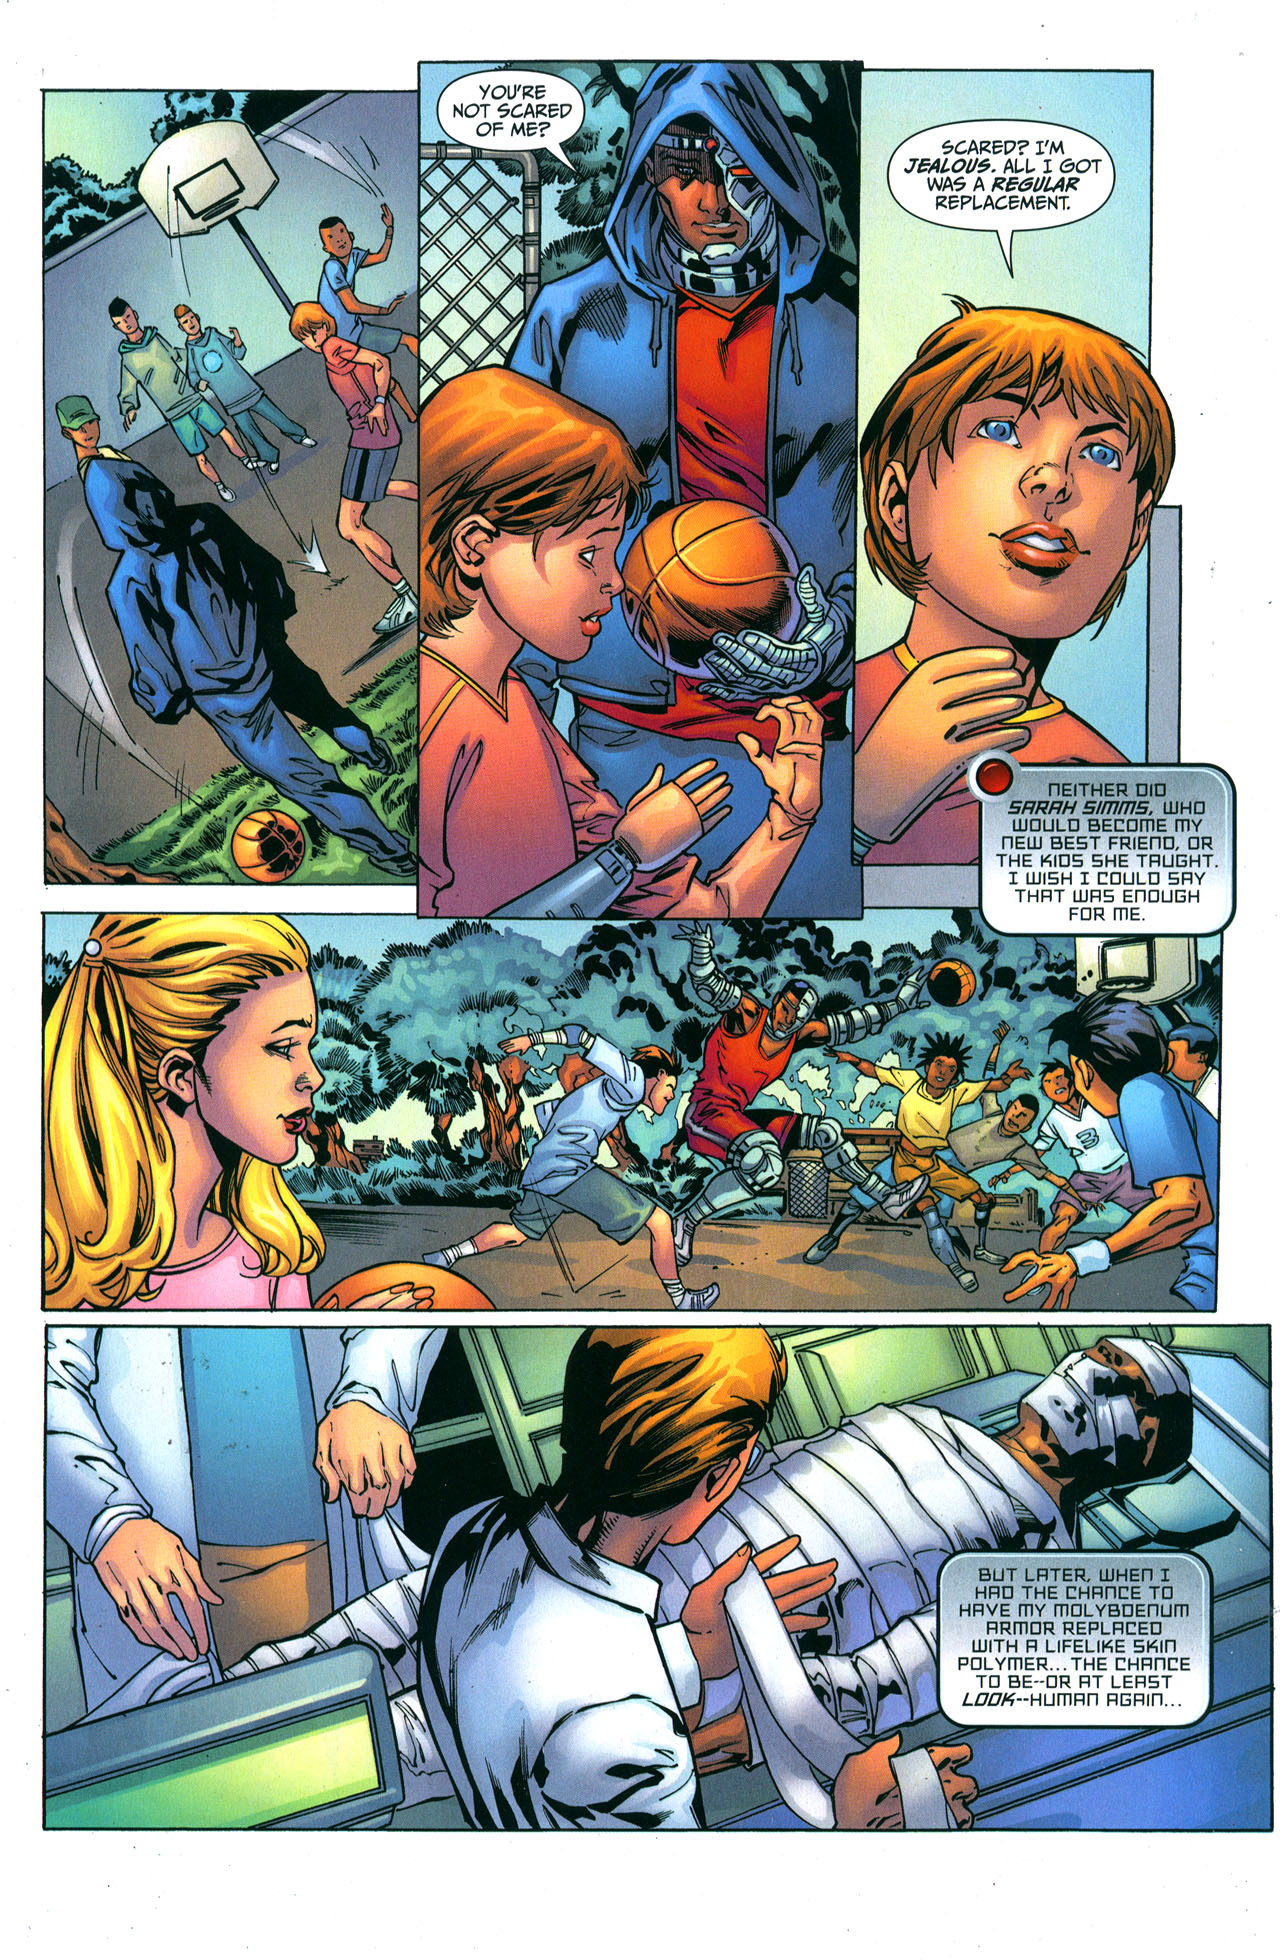 YOU'RE
NOT SCARED
OF ME?
SCARED? I'M
JEALOUS. ALL I GOT
WAS A REGULAR
REPLACEMENT.
NEITHER DID
SARAH SIMMS, WHO
WOULD BECOME MY
NEW BEST FRIEND, OR
THE KIDS SHE TAUGHT.
I WISH I COULD SAY
THAT WAS ENOUGH
FOR ME.
3
BUT LATER, WHEN I
HAD THE CHANCE TO
HAVE MY MOLYBDENUM
ARMOR REPLACED
WITH A LIFELIKE SKIN
POLYMER... THE CHANCE
TO BE--OR AT LEAST
LOOK--HUMAN AGAIN...